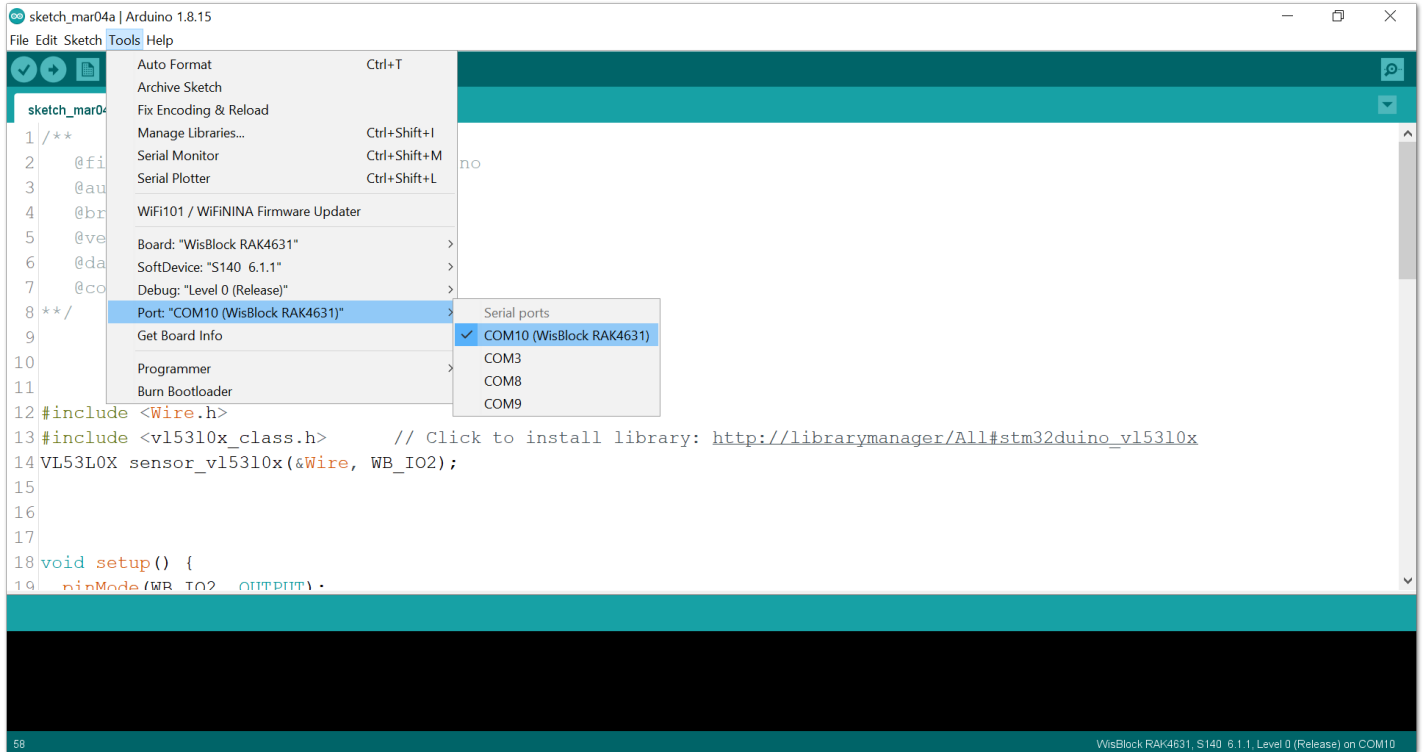 sketch_mar04a | Arduino 1.8.15
File Edit Sketch Tools Help
Auto Format Ctrl+T
Archive Sketch
Fix Encoding & Reload
Manage Libraries... Ctrl+Shift+I
Serial Monitor Ctrl+Shift+M
Serial Plotter Ctrl+Shift+L
WiFi101 / WiFiNINA Firmware Updater
Board: "WisBlock RAK4631"
SoftDevice: "S140 6.1.1"
Debug: "Level 0 (Release)"
Port: "COM10 (WisBlock RAK4631)"
Get Board Info
Programmer
Burn Bootloader
Serial ports
COM10 (WisBlock RAK4631)
COM3
COM8
COM9
sketch_mar04
1 /**
2 @fi no
3 @au
4 @br
5 @ve
6 @da
7 @co
8 **/
9
10
11
12 #include <Wire.h>
13 #include <vl53l0x_class.h> // Click to install library: http://librarymanager/All#stm32duino_vl53l0x
14 VL53L0X sensor_vl53l0x(&Wire, WB_IO2);
15
16
17
18 void setup() {
19 pinMode(WB_IO2, OUTPUT);
58
WisBlock RAK4631, S140 6.1.1, Level 0 (Release) on COM10